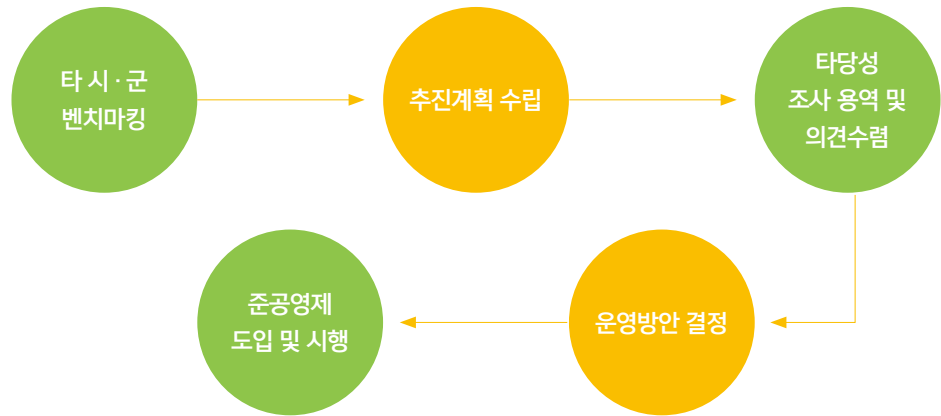 타 시·군
벤치마킹
추진계획 수립
타당성
조사 용역 및
의견수렴
운영방안 결정
준공영제
도입 및 시행